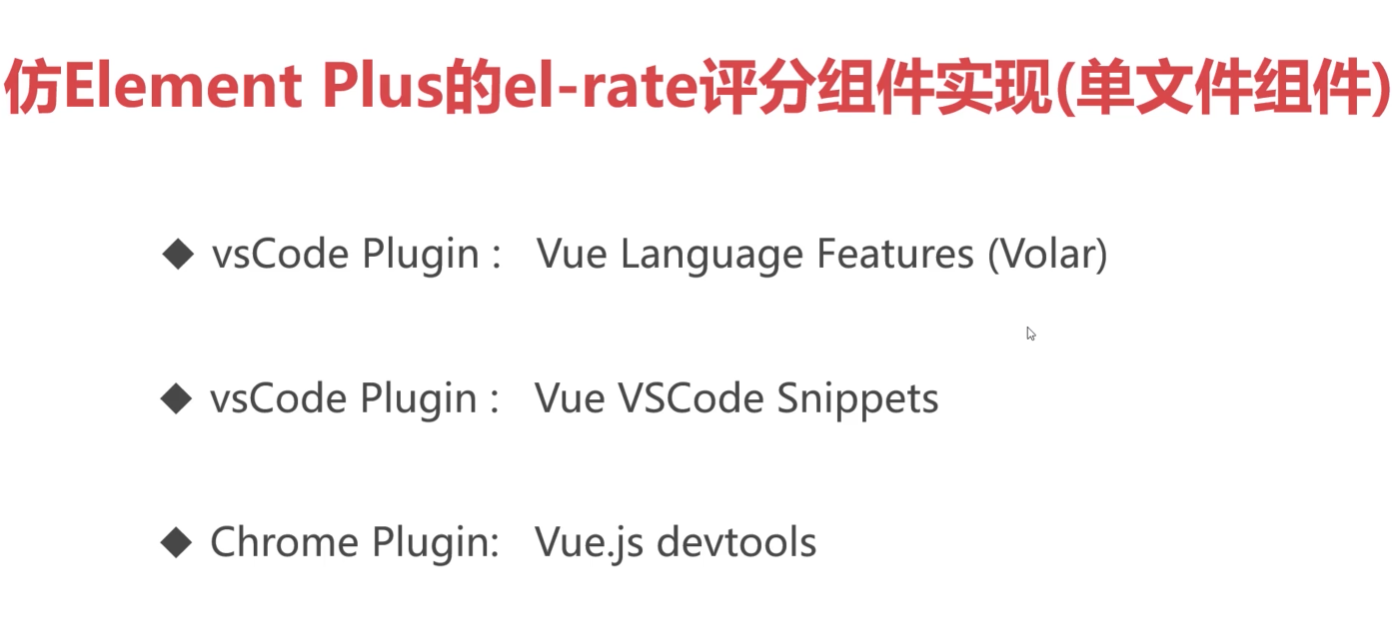 仿Element Plus的el-rate评分组件实现(单文件组件)
◆ vsCode Plugin : Vue Language Features (Volar)
◆ vsCode Plugin : Vue VSCode Snippets
◆ Chrome Plugin: Vue.js devtools